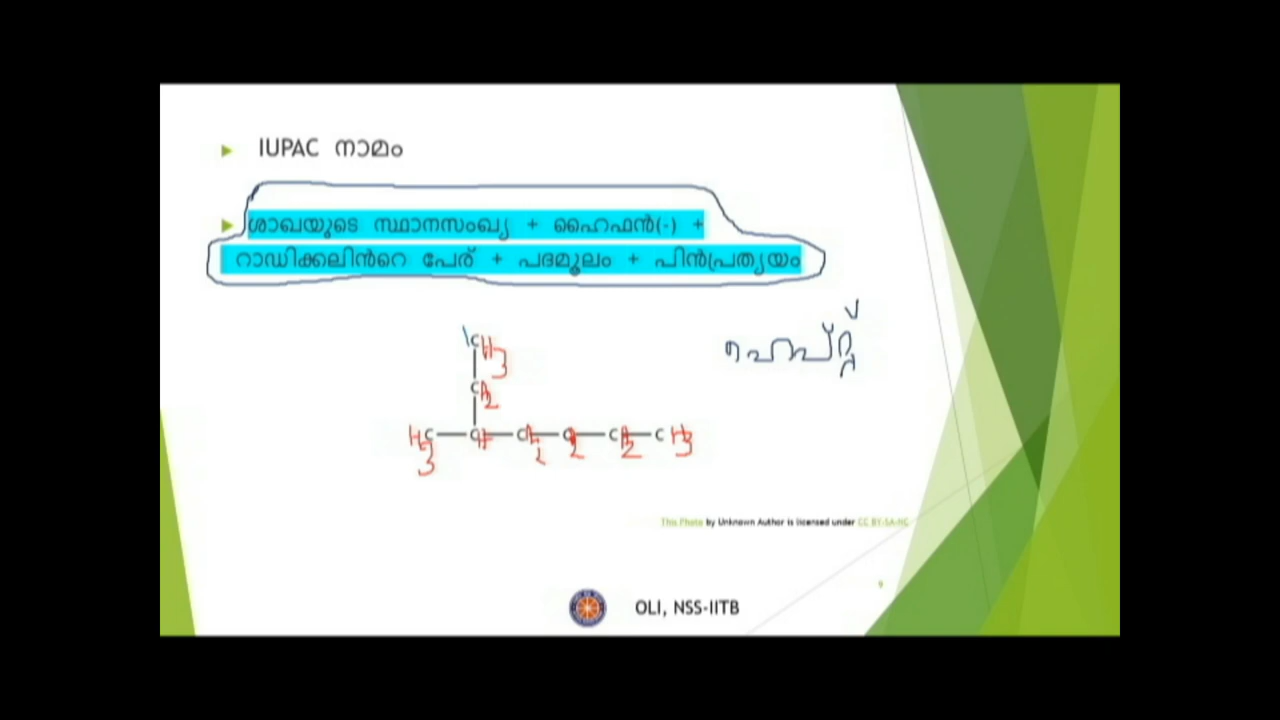 IUPAC നാമം
ശാഖയുടെ സ്ഥാനസംഖ്യ + ഹൈഫൻ(-) +
റാഡിക്കലിൻറെ പേര് + പദമൂലം + പിൻപ്രത്യയം
CH3
CH2
H3C CH CH2 CH2 CH2 CH3
This Photo by Unknown Author is licensed under CC BY-SA-NC
9
OLI, NSS-IITB